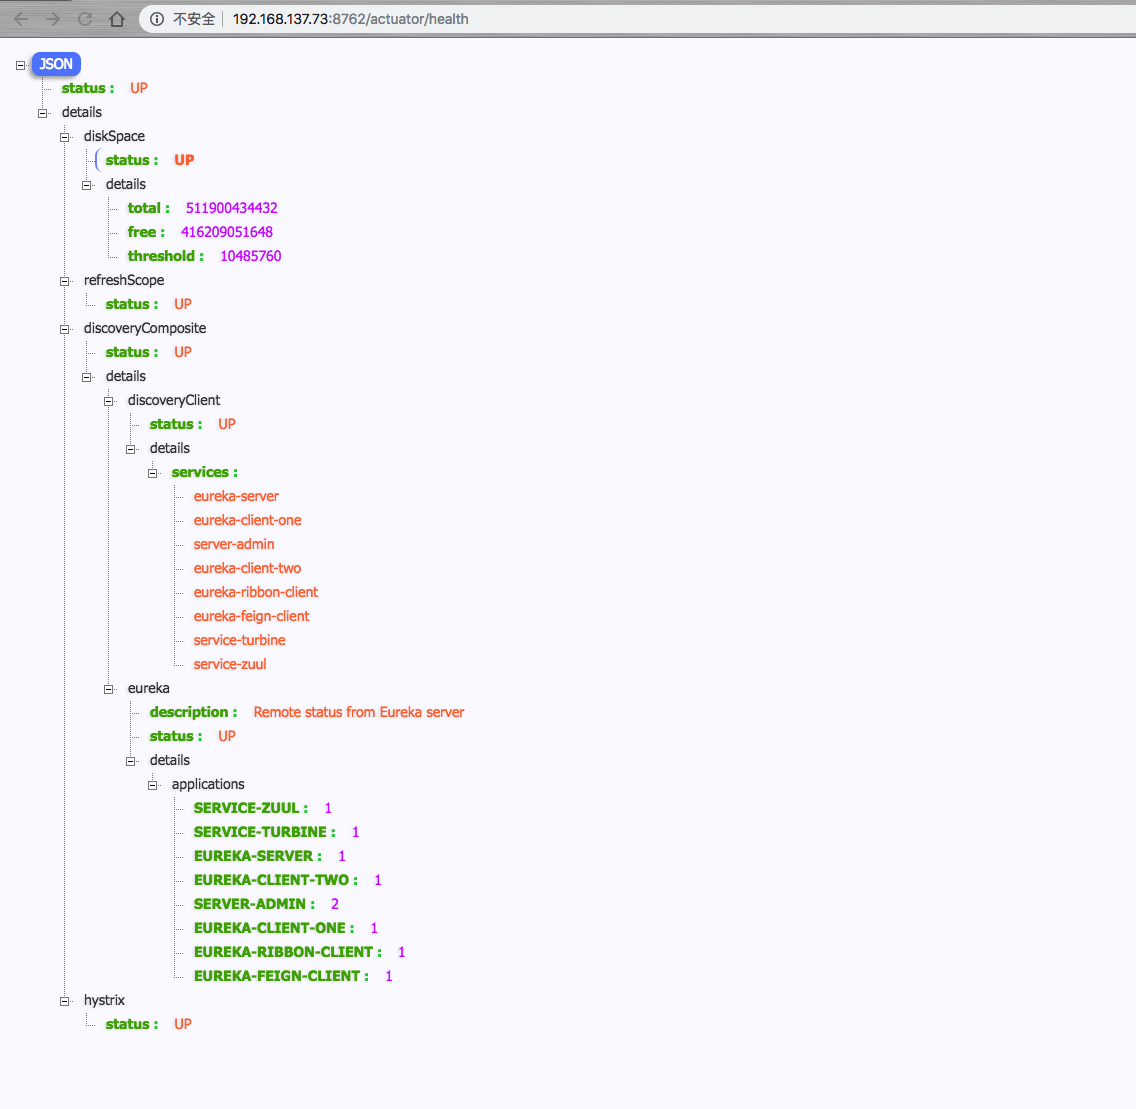 不安全 192.168.137.73:8762/actuator/health
JSON
status : UP
details
diskSpace
status : UP
details
total : 511900434432
free : 416209051648
threshold : 10485760
refreshScope
status : UP
discoveryComposite
status : UP
details
discoveryClient
status : UP
details
services :
eureka-server
eureka-client-one
server-admin
eureka-client-two
eureka-ribbon-client
eureka-feign-client
service-turbine
service-zuul
eureka
description : Remote status from Eureka server
status : UP
details
applications
SERVICE-ZUUL : 1
SERVICE-TURBINE : 1
EUREKA-SERVER : 1
EUREKA-CLIENT-TWO : 1
SERVER-ADMIN : 2
EUREKA-CLIENT-ONE : 1
EUREKA-RIBBON-CLIENT : 1
EUREKA-FEIGN-CLIENT : 1
hystrix
status : UP